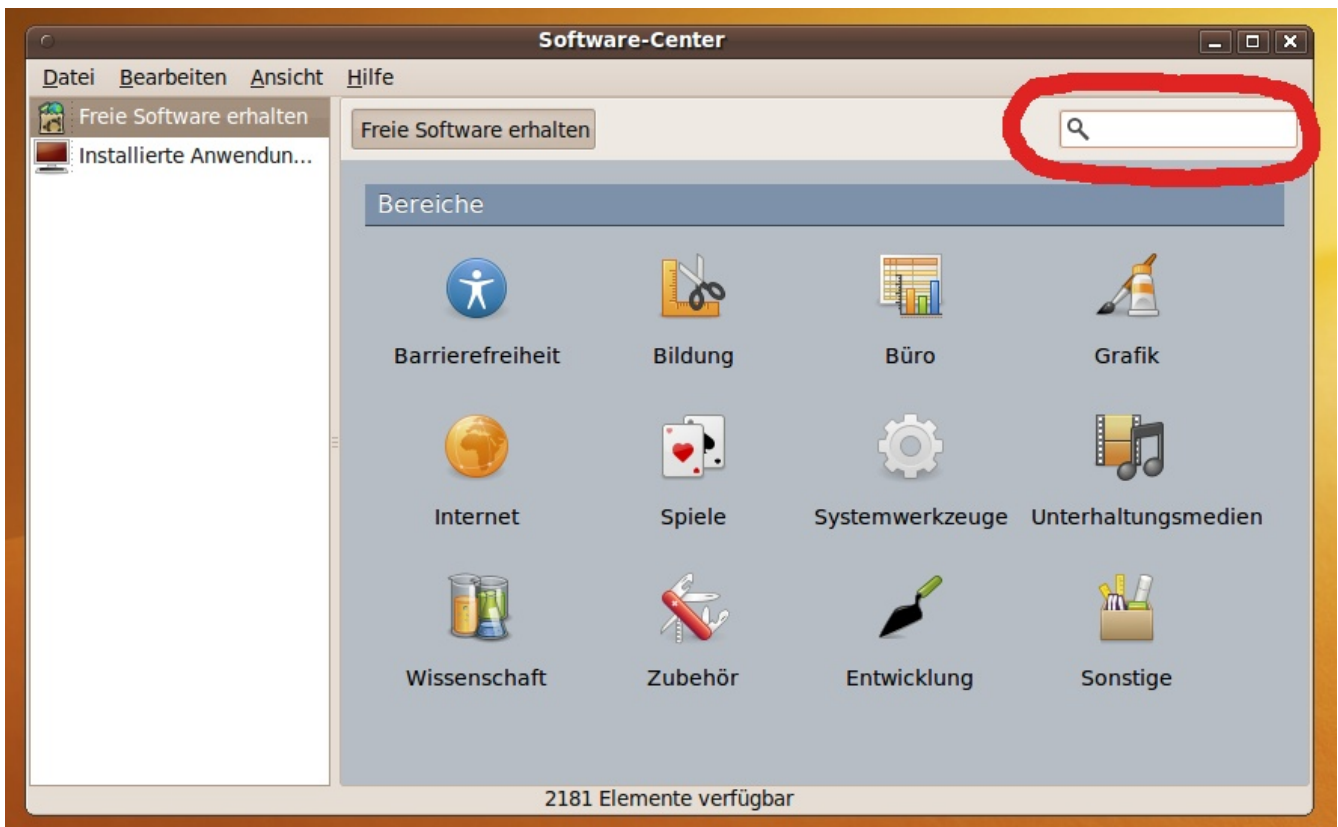 Software-Center
Datei Bearbeiten Ansicht Hilfe
Freie Software erhalten
Installierte Anwendun...
Freie Software erhalten
Bereiche
Barrierefreiheit Bildung Büro Grafik
Internet Spiele Systemwerkzeuge Unterhaltungsmedien
Wissenschaft Zubehör Entwicklung Sonstige
2181 Elemente verfügbar